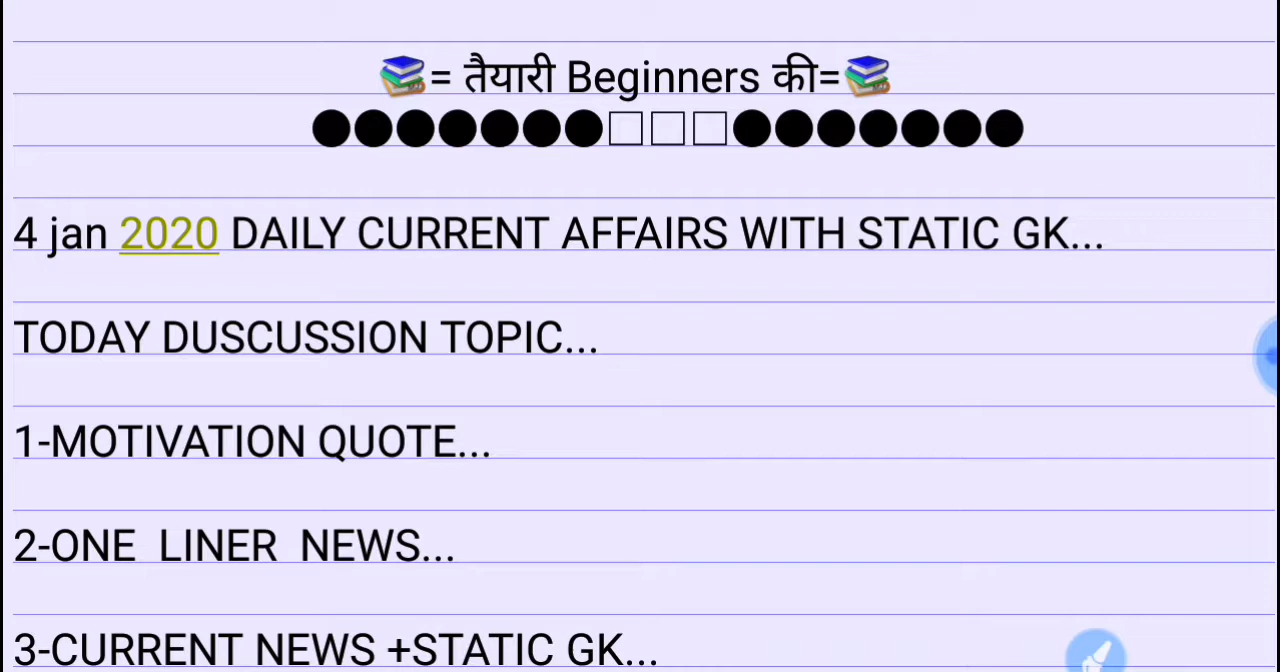 📚= तैयारी Beginners की=📚
●●●●●●●□□□●●●●●●●
4 jan 2020 DAILY CURRENT AFFAIRS WITH STATIC GK...
TODAY DUSCUSSION TOPIC...
1-MOTIVATION QUOTE...
2-ONE  LINER  NEWS...
3-CURRENT NEWS +STATIC GK...